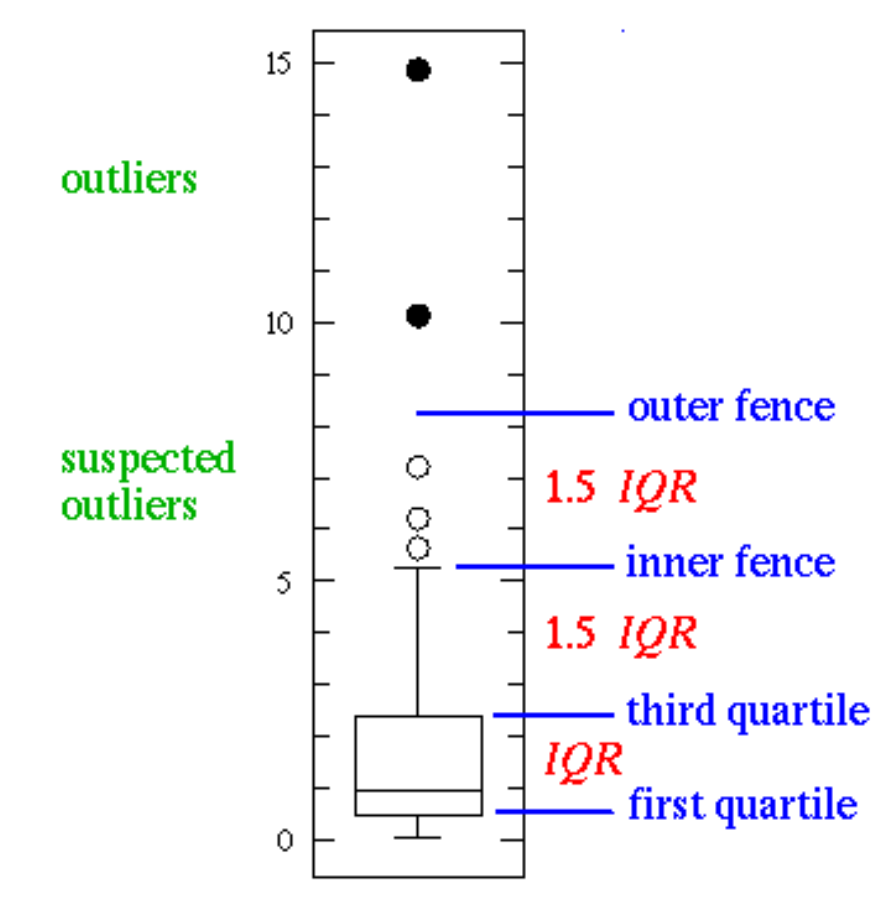 15
outliers
10
outer fence
suspected
outliers
1.5 IQR
inner fence
5
1.5 IQR
third quartile
IQR
first quartile
0